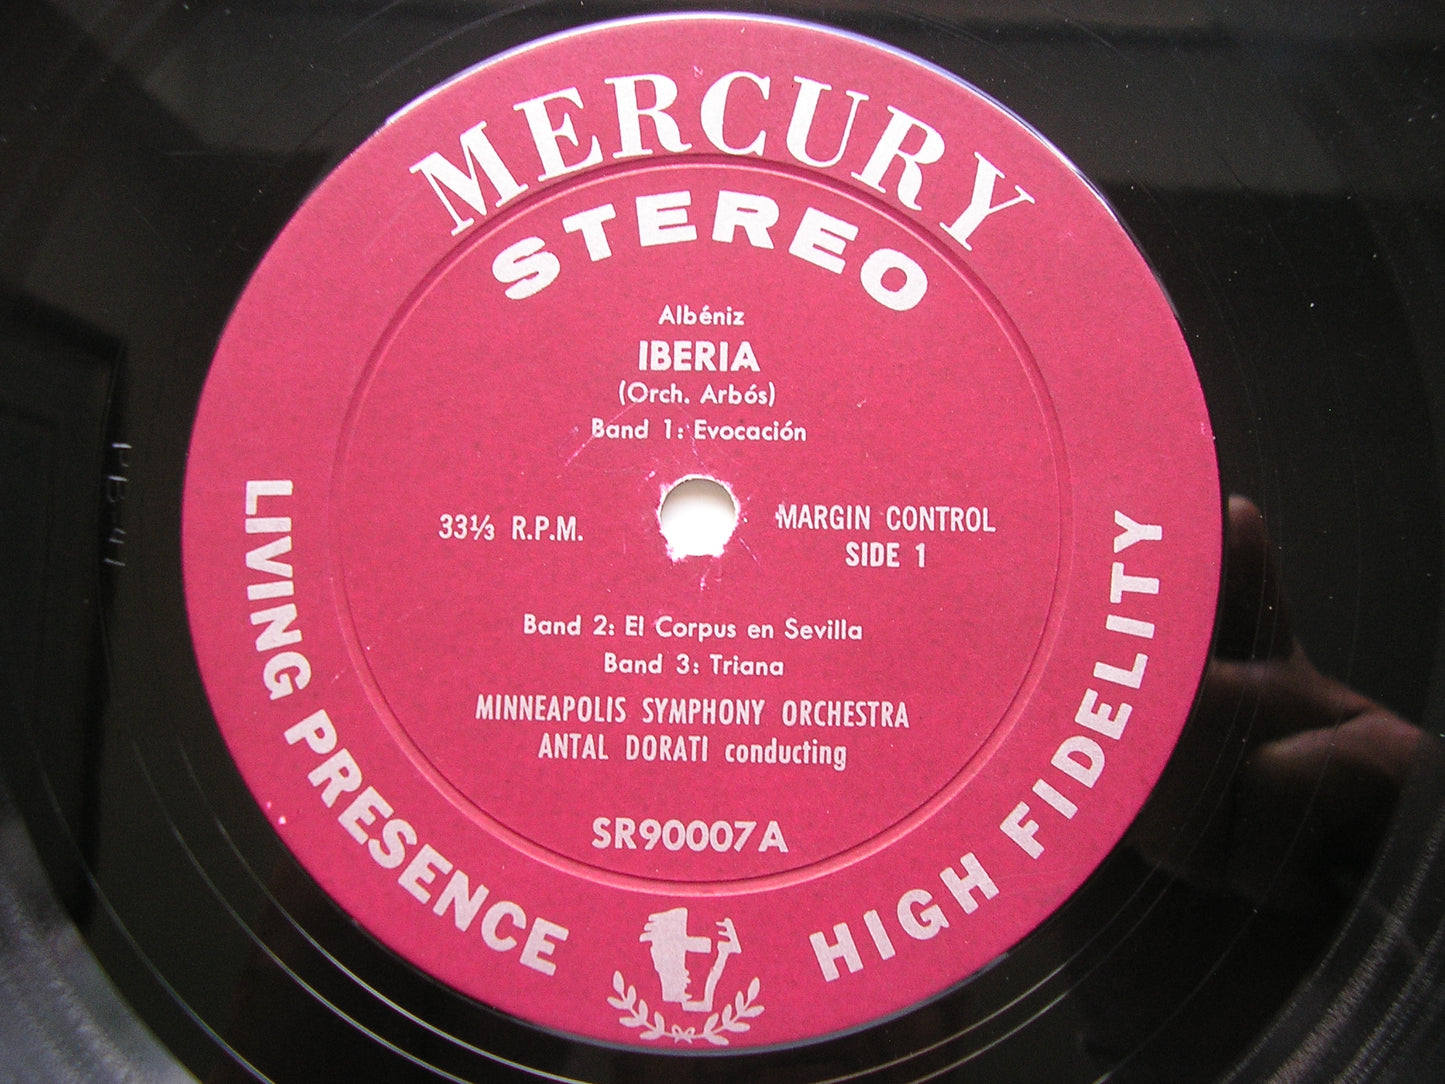 MERCURY
STEREO
Albéniz
IBERIA
(Orch. Arbós)
Band 1: Evocación
33⅓ R.P.M.
MARGIN CONTROL
SIDE 1
Band 2: El Corpus en Sevilla
Band 3: Triana
MINNEAPOLIS SYMPHONY ORCHESTRA
ANTAL DORATI conducting
SR90007A
LIVING PRESENCE
HIGH FIDELITY